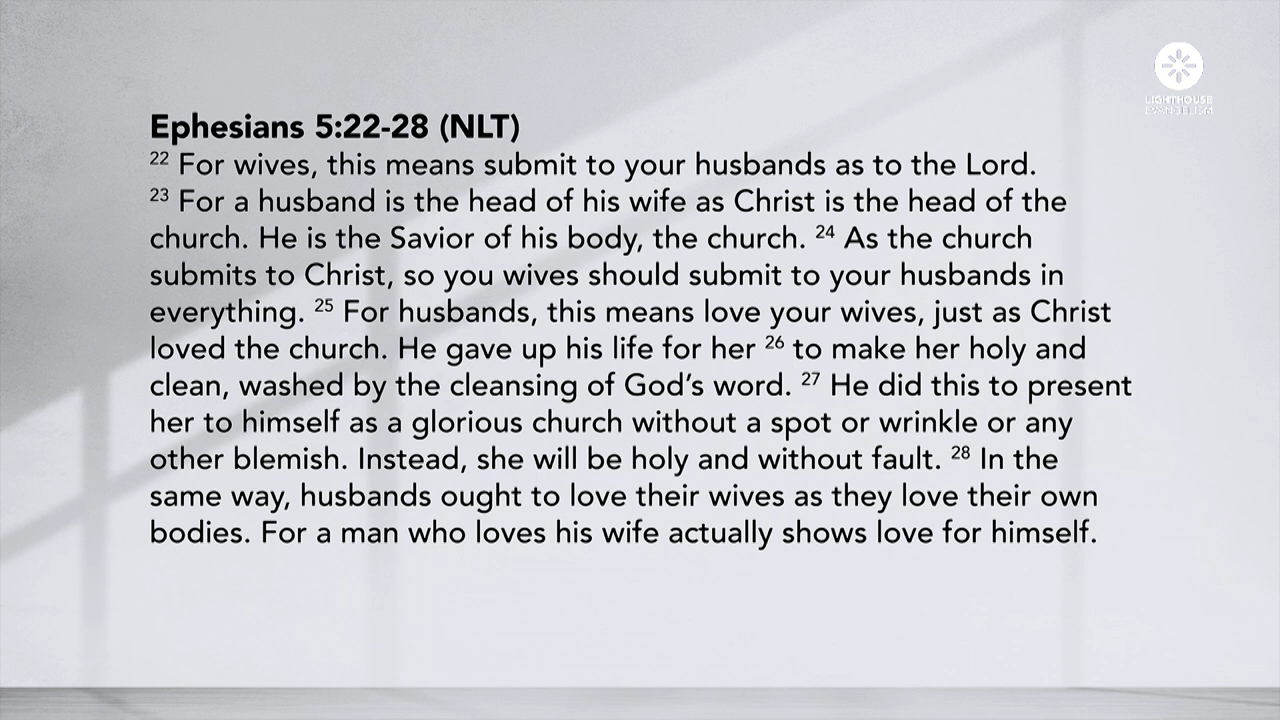 LIGHTHOUSE
EVANGELISM
Ephesians 5:22-28 (NLT)
22 For wives, this means submit to your husbands as to the Lord.
23 For a husband is the head of his wife as Christ is the head of the
church. He is the Savior of his body, the church. 24 As the church
submits to Christ, so you wives should submit to your husbands in
everything. 25 For husbands, this means love your wives, just as Christ
loved the church. He gave up his life for her 26 to make her holy and
clean, washed by the cleansing of God’s word. 27 He did this to present
her to himself as a glorious church without a spot or wrinkle or any
other blemish. Instead, she will be holy and without fault. 28 In the
same way, husbands ought to love their wives as they love their own
bodies. For a man who loves his wife actually shows love for himself.